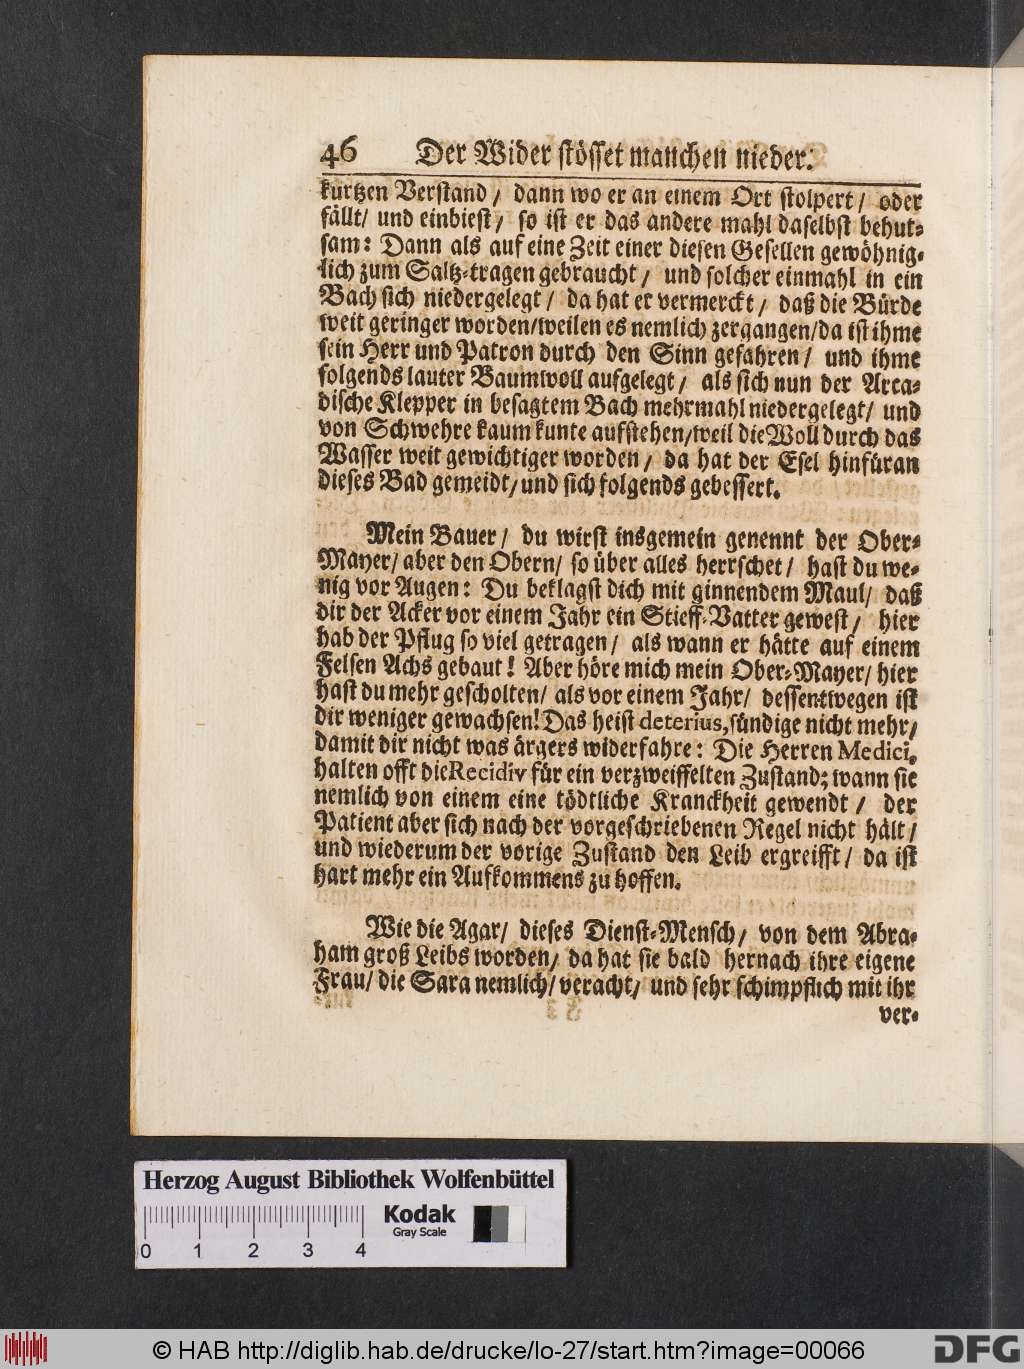 46 Der Wider stösset manchen nieder:
kurtzen Verstand / dann wo er an einem Ort stolpert / oder
fällt / und einbiest / so ist er das andere mahl daselbst behut-
sam: Dann als auf eine Zeit einer diesen Gesellen gewöhnig-
lich zum Saltz-tragen gebraucht / und solcher einmahl in ein
Bach sich niedergelegt / da hat er vermerckt / daß die Bürde
weit geringer worden / weilen es nemlich zergangen / da ist ihme
sein Herr und Patron durch den Sinn gefahren / und ihme
folgends lauter Baumwoll aufgelegt / als sich nun der Arca-
dische Klepper in besagtem Bach mehrmahl niedergelegt / und
von Schwehre kaum kunte aufstehen / weil die Woll durch das
Wasser weit gewichtiger worden / da hat der Esel hinfüran
dieses Bad gemeidt / und sich folgends gebessert.
Mein Bauer / du wirst insgemein genennt der Ober-
Mayer / aber den Obern / so über alles herrschet / hast du we-
nig vor Augen: Du beklagst dich mit ginnendem Maul / daß
dir der Acker vor einem Jahr ein Stieff-Vatter gewest / hier
hab der Pflug so viel getragen / als wann er hätte auf einem
Felsen Achs gebaut! Aber höre mich mein Ober-Mayer / hier
hast du mehr gescholten / als vor einem Jahr / dessentwegen ist
dir weniger gewachsen! Das heist deterius, sündige nicht mehr /
damit dir nicht was ärgers widerfahre: Die Herren Medici,
halten offt die Recidiv für ein verzweiffelten Zustand; wann sie
nemlich von einem eine tödtliche Kranckheit gewendt / der
Patient aber sich nach der vorgeschriebenen Regel nicht hält /
und wiederum der vorige Zustand den Leib ergreifft / da ist
hart mehr ein Aufkommens zu hoffen.
Wie die Agar / dieses Dienst-Mensch / von dem Abra-
ham groß Leibs worden / da hat sie bald hernach ihre eigene
Frau / die Sara nemlich / veracht / und sehr schimpflich mit ihr
ver-
Herzog August Bibliothek Wolfenbüttel
Kodak
Gray Scale
0 1 2 3 4
© HAB http://diglib.hab.de/drucke/lo-27/start.htm?image=00066
DFG